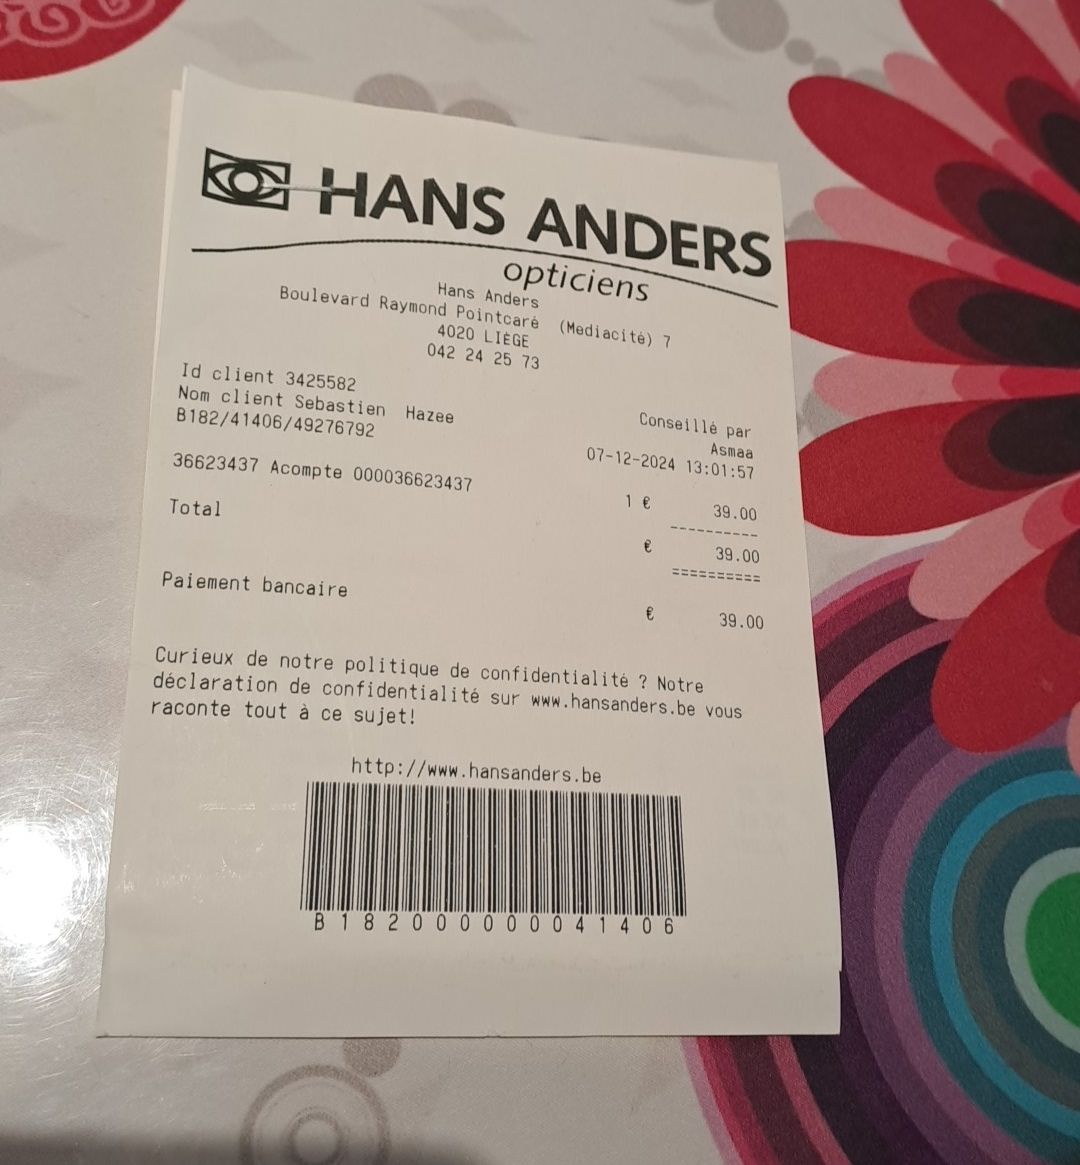 HANS ANDERS
opticiens
Hans Anders
Boulevard Raymond Pointcaré (Mediacité) 7
4020 LIÈGE
042 24 25 73
Id client 3425582
Nom client Sebastien Hazee
B182/41406/49276792
Conseillé par
Asmaa
07-12-2024 13:01:57
36623437 Acompte 000036623437 1 € 39.00
----------
Total € 39.00
==========
Paiement bancaire € 39.00
Curieux de notre politique de confidentialité ? Notre
déclaration de confidentialité sur www.hansanders.be vous
raconte tout à ce sujet!
http://www.hansanders.be
B182000000041406